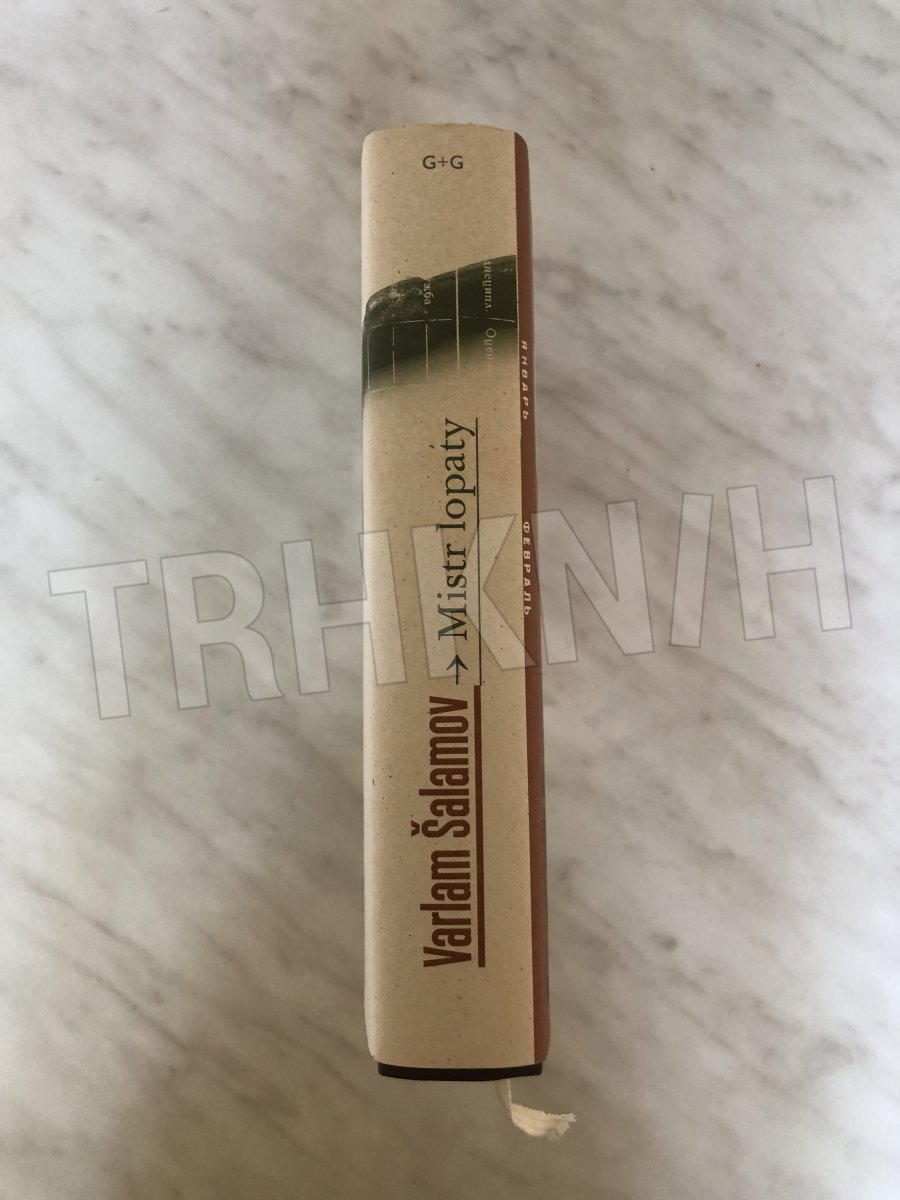 G+G
Varlam Šalamov → Mistr lopaty
ЯНВАРЬ
ФЕВРАЛЬ
TRHKNIH